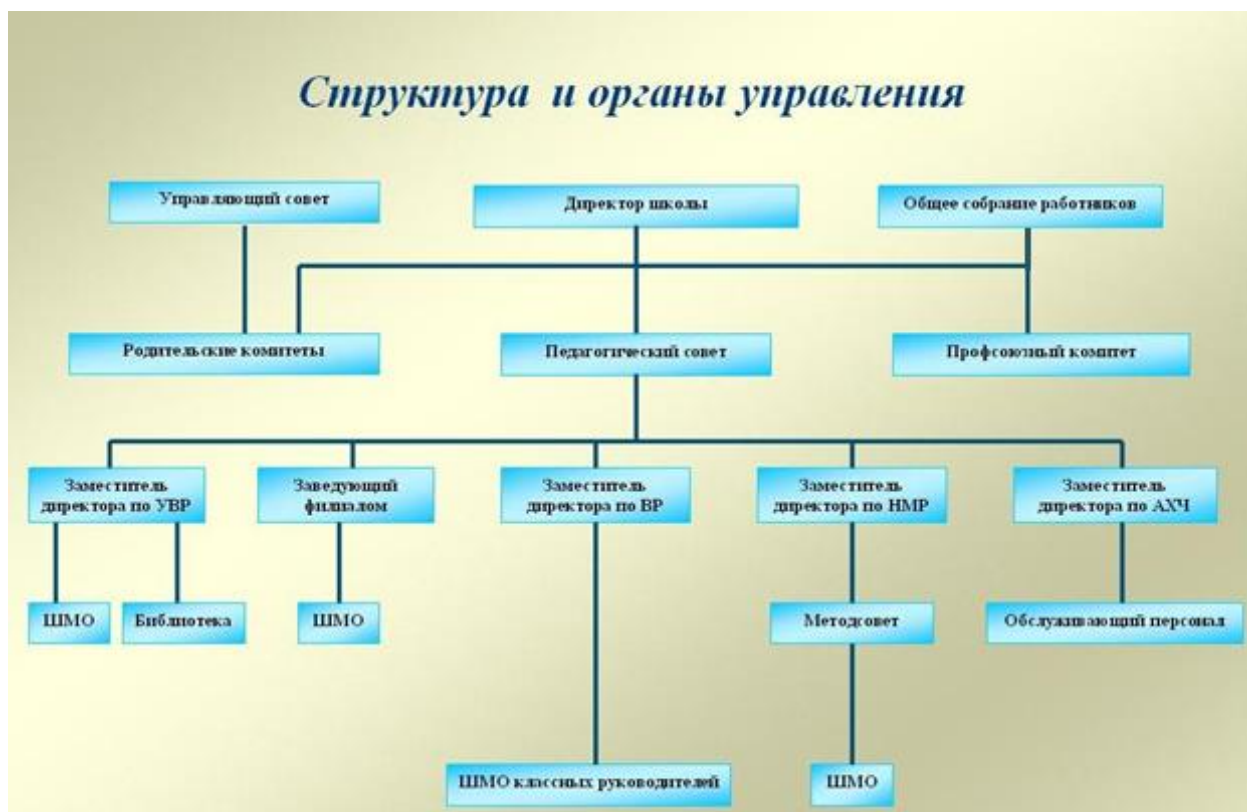 Структура и органы управления
Управляющий совет
Директор школы
Общее собрание работников
Родительские комитеты
Педагогический совет
Профсоюзный комитет
Заместитель
директора по УВР
Заведующий
филиалом
Заместитель
директора по ВР
Заместитель
директора по НМР
Заместитель
директора по АХЧ
ШМО
Библиотека
ШМО
Методсовет
Обслуживающий персонал
ШМО классных руководителей
ШМО